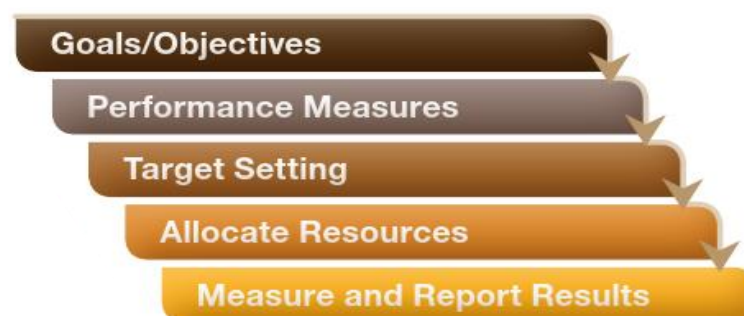 Goals/Objectives
Performance Measures
Target Setting
Allocate Resources
Measure and Report Results